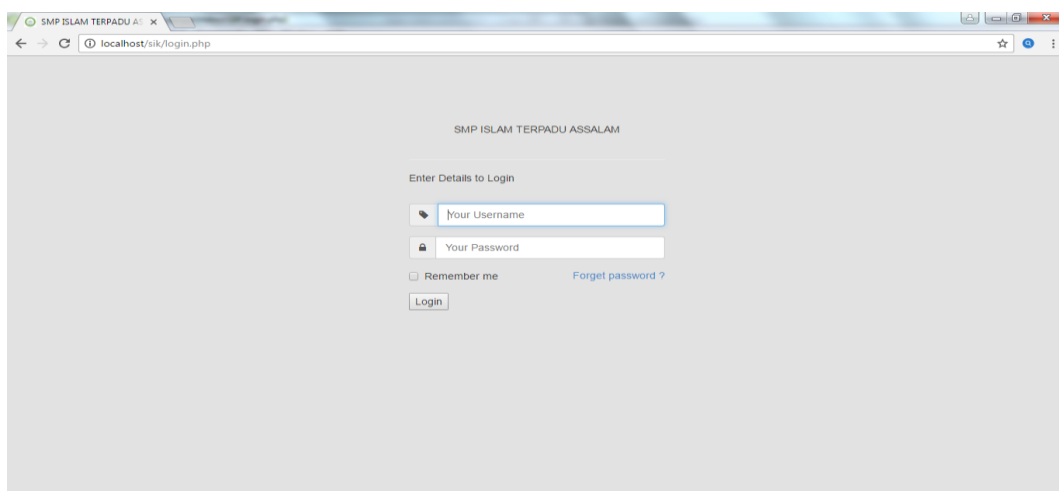 SMP ISLAM TERPADU AS
localhost/sik/login.php
SMP ISLAM TERPADU ASSALAM
Enter Details to Login
Your Username
Your Password
Remember me Forget password ?
Login